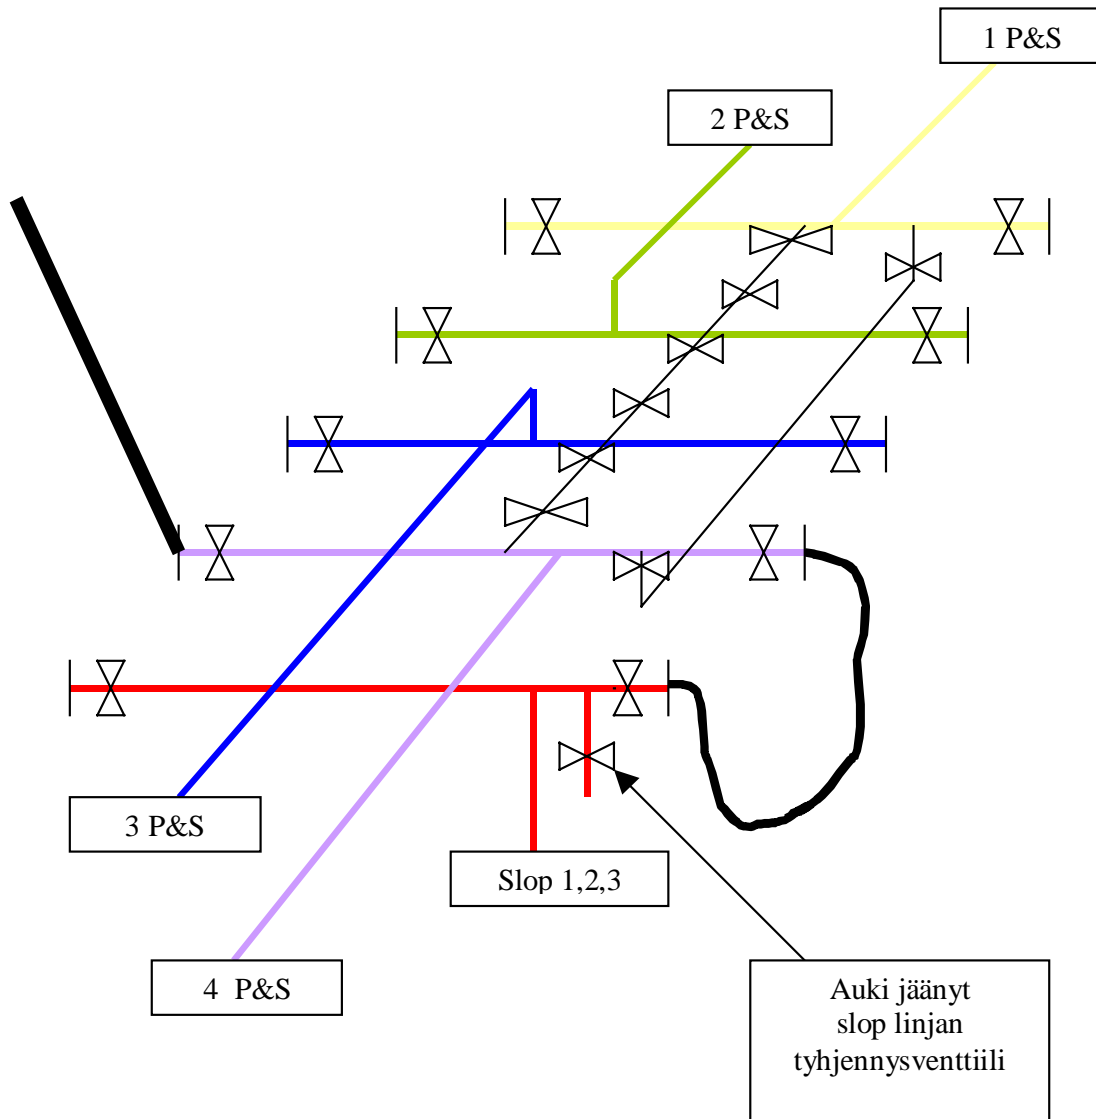 1 P&S
2 P&S
3 P&S
Slop 1,2,3
4 P&S
Auki jäänyt
slop linjan
tyhjennysventtiili